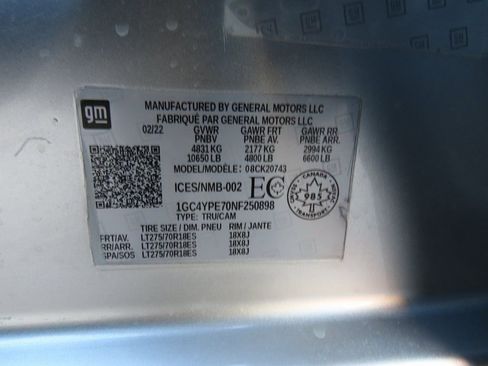 gm
MANUFACTURED BY GENERAL MOTORS LLC
FABRIQUÉ PAR GENERAL MOTORS LLC
02/22 GVWR GAWR FRT GAWR RR
PNBV PNBE AV. PNBE ARR.
4831 KG 2177 KG 2994 KG
10650 LB 4800 LB 6600 LB
MODEL/MODÈLE: 08CK20743
ICES/NMB-002 EC
CANADA
985
TRANSPORT
1GC4YPE70NF250898
TYPE: TRU/CAM
TIRE SIZE / DIM. PNEU RIM / JANTE
FRT/AV. LT275/70R18ES 18X8J
RR/ARR. LT275/70R18ES 18X8J
SPA/SOS LT275/70R18ES 18X8J